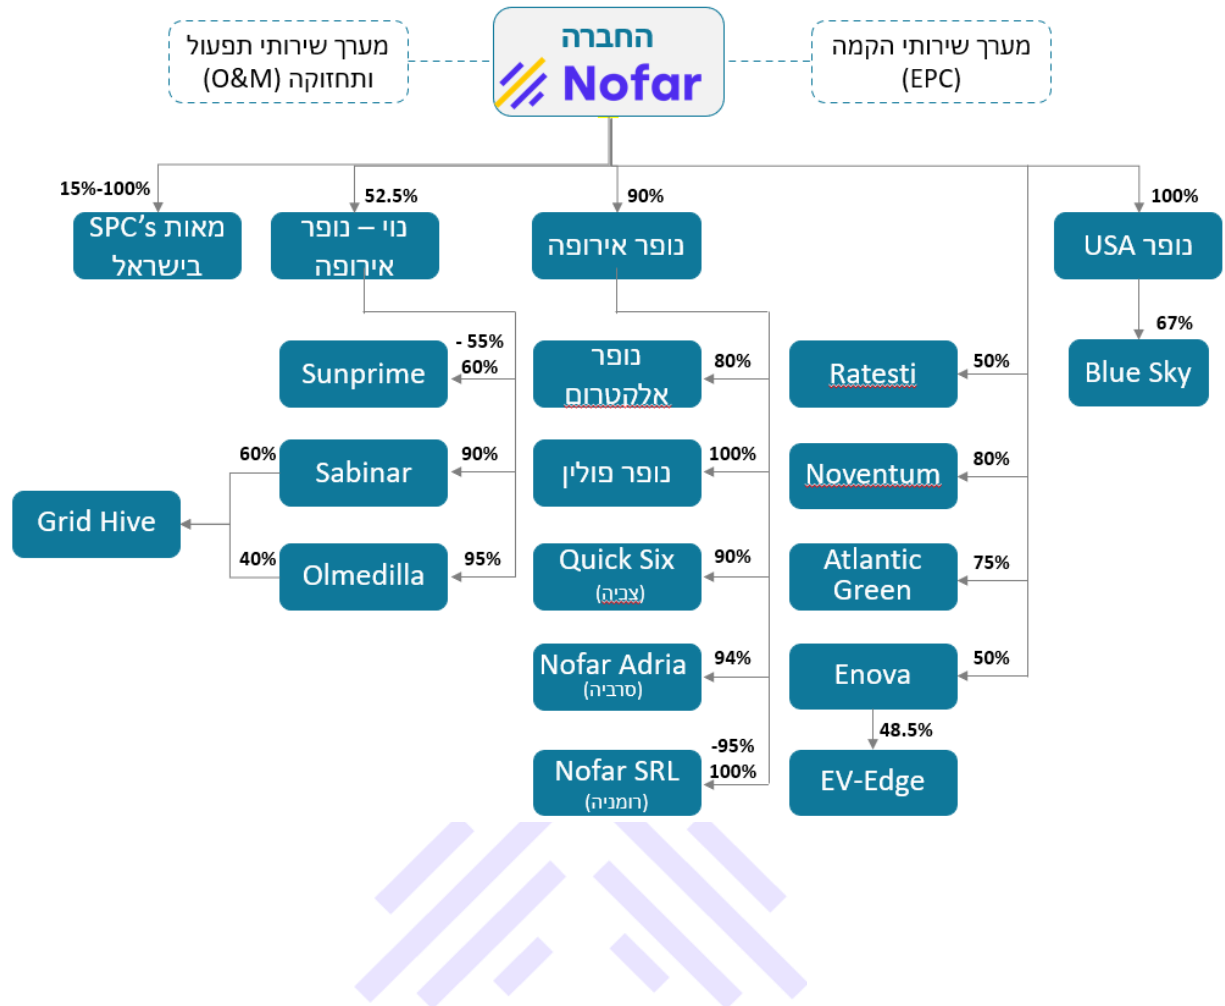 החברה
Nofar
מערך שירותי תפעול
ותחזוקה (O&M)
מערך שירותי הקמה
(EPC)
15%-100%
52.5%
90%
100%
מאות SPC’s
בישראל
נוי – נופר
אירופה
נופר אירופה
נופר USA
- 55%
60%
Sunprime
נופר
אלקטרום
80%
Ratesti
50%
67%
Blue Sky
60%
Sabinar
90%
נופר פולין
100%
Noventum
80%
Grid Hive
40%
Olmedilla
95%
Quick Six
(צביה)
90%
Atlantic
Green
75%
Nofar Adria
(סרביה)
94%
Enova
50%
48.5%
-95%
100%
Nofar SRL
(רומניה)
EV-Edge